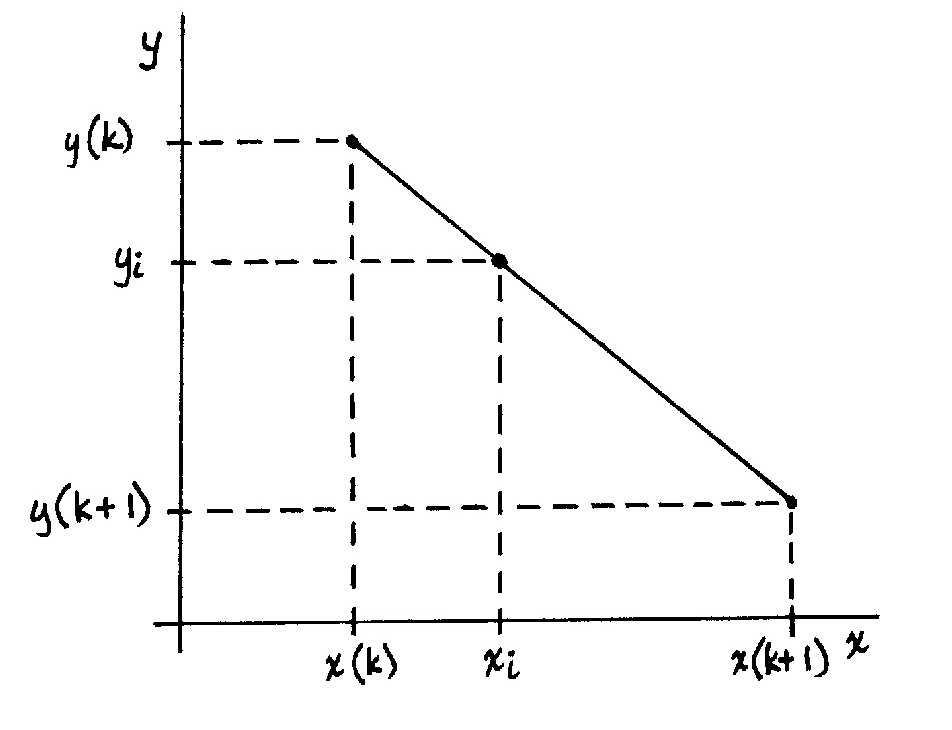 y
y(k)
yi
y(k+1)
x(k)
xi
x(k+1)
x